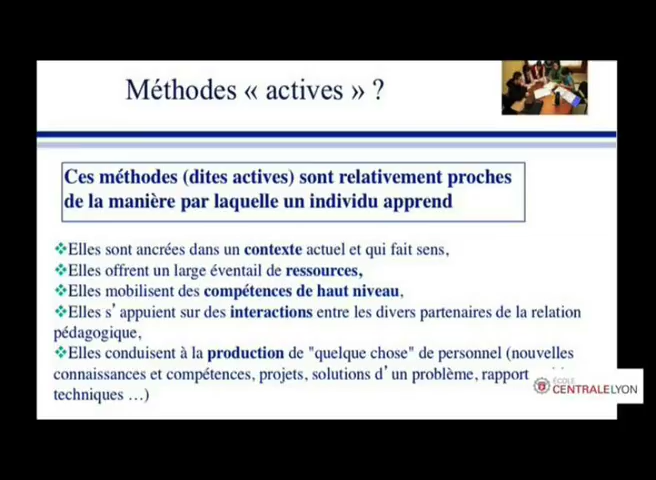 Méthodes « actives » ?
Ces méthodes (dites actives) sont relativement proches
de la manière par laquelle un individu apprend
❖Elles sont ancrées dans un contexte actuel et qui fait sens,
❖Elles offrent un large éventail de ressources,
❖Elles mobilisent des compétences de haut niveau,
❖Elles s’appuient sur des interactions entre les divers partenaires de la relation
pédagogique,
❖Elles conduisent à la production de "quelque chose" de personnel (nouvelles
connaissances et compétences, projets, solutions d’un problème, rapport
techniques …)
ÉCOLE
CENTRALELYON